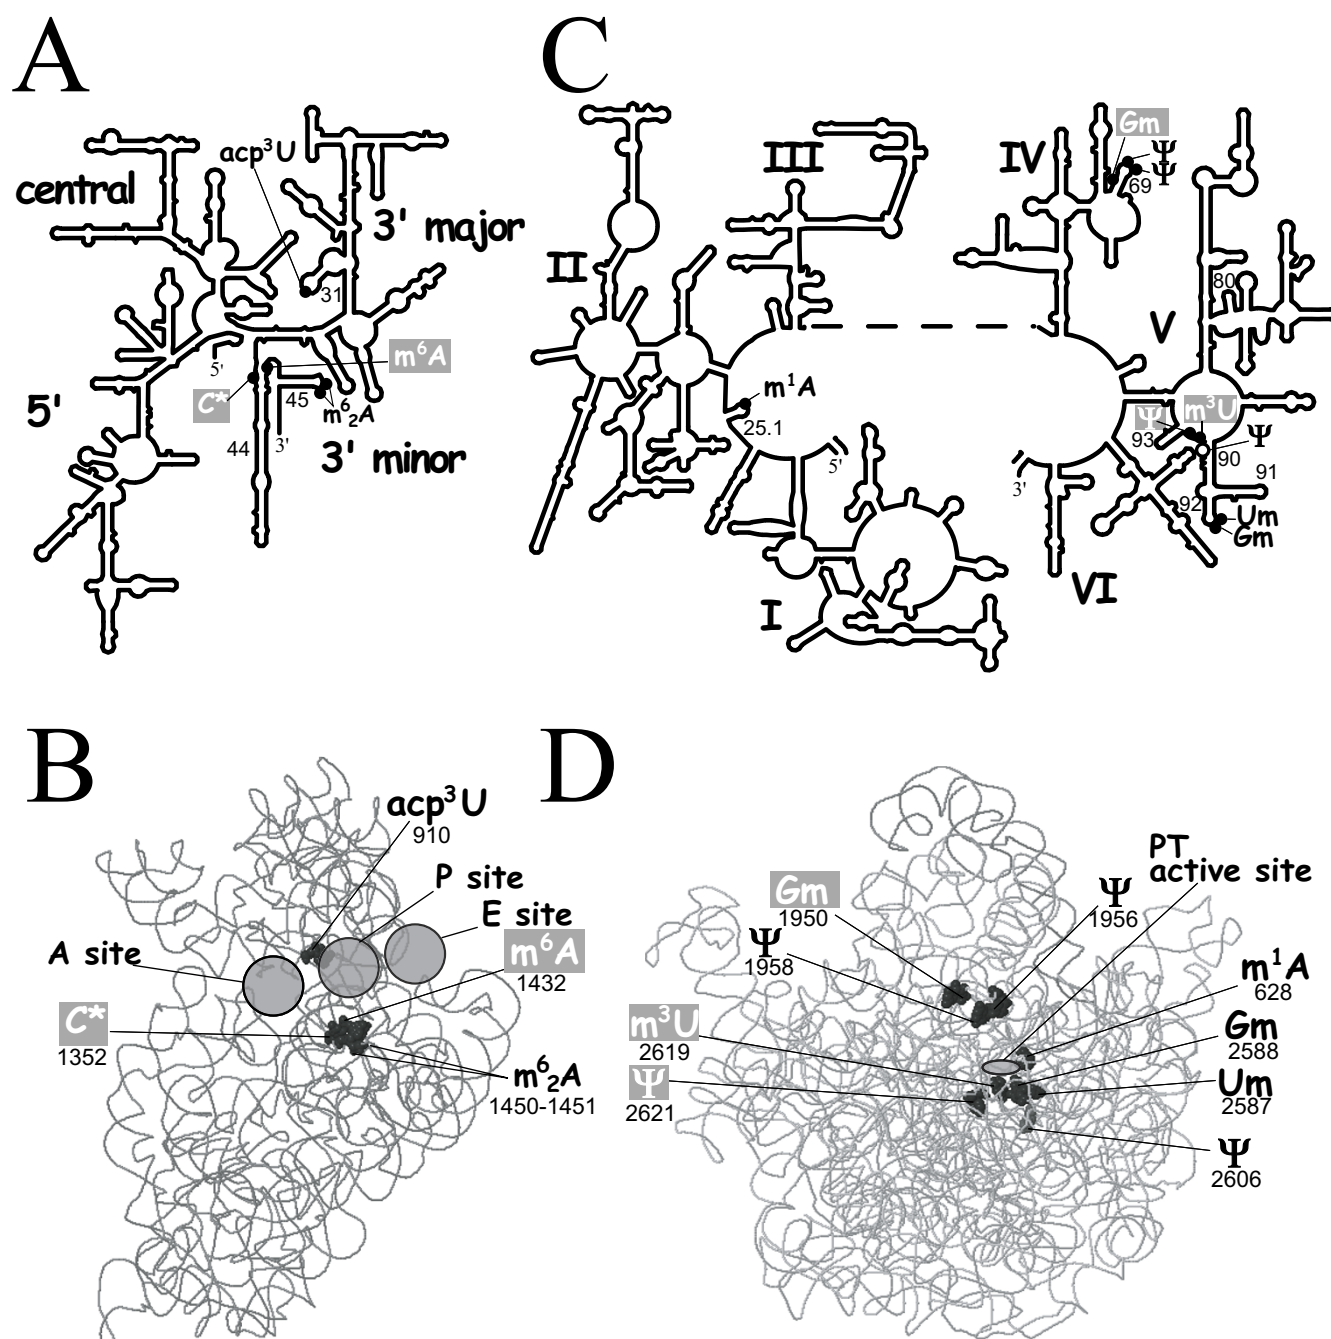 A
acp³U
central
3' major
31
5'
m⁶A
C*
45
m⁶₂A
5'
44
3'
3' minor
C
II
III
IV
Gm
Ψ
Ψ
69
80
V
m¹A
25.1
5'
Ψ
m³U
93
Ψ
90
91
92
Um
Gm
3'
VI
I
B
acp³U
910
P site
E site
A site
m⁶A
1432
C*
1352
m⁶₂A
1450-1451
D
PT
active site
Gm
1950
Ψ
1956
Ψ
1958
m¹A
628
m³U
2619
Gm
2588
Ψ
2621
Um
2587
Ψ
2606